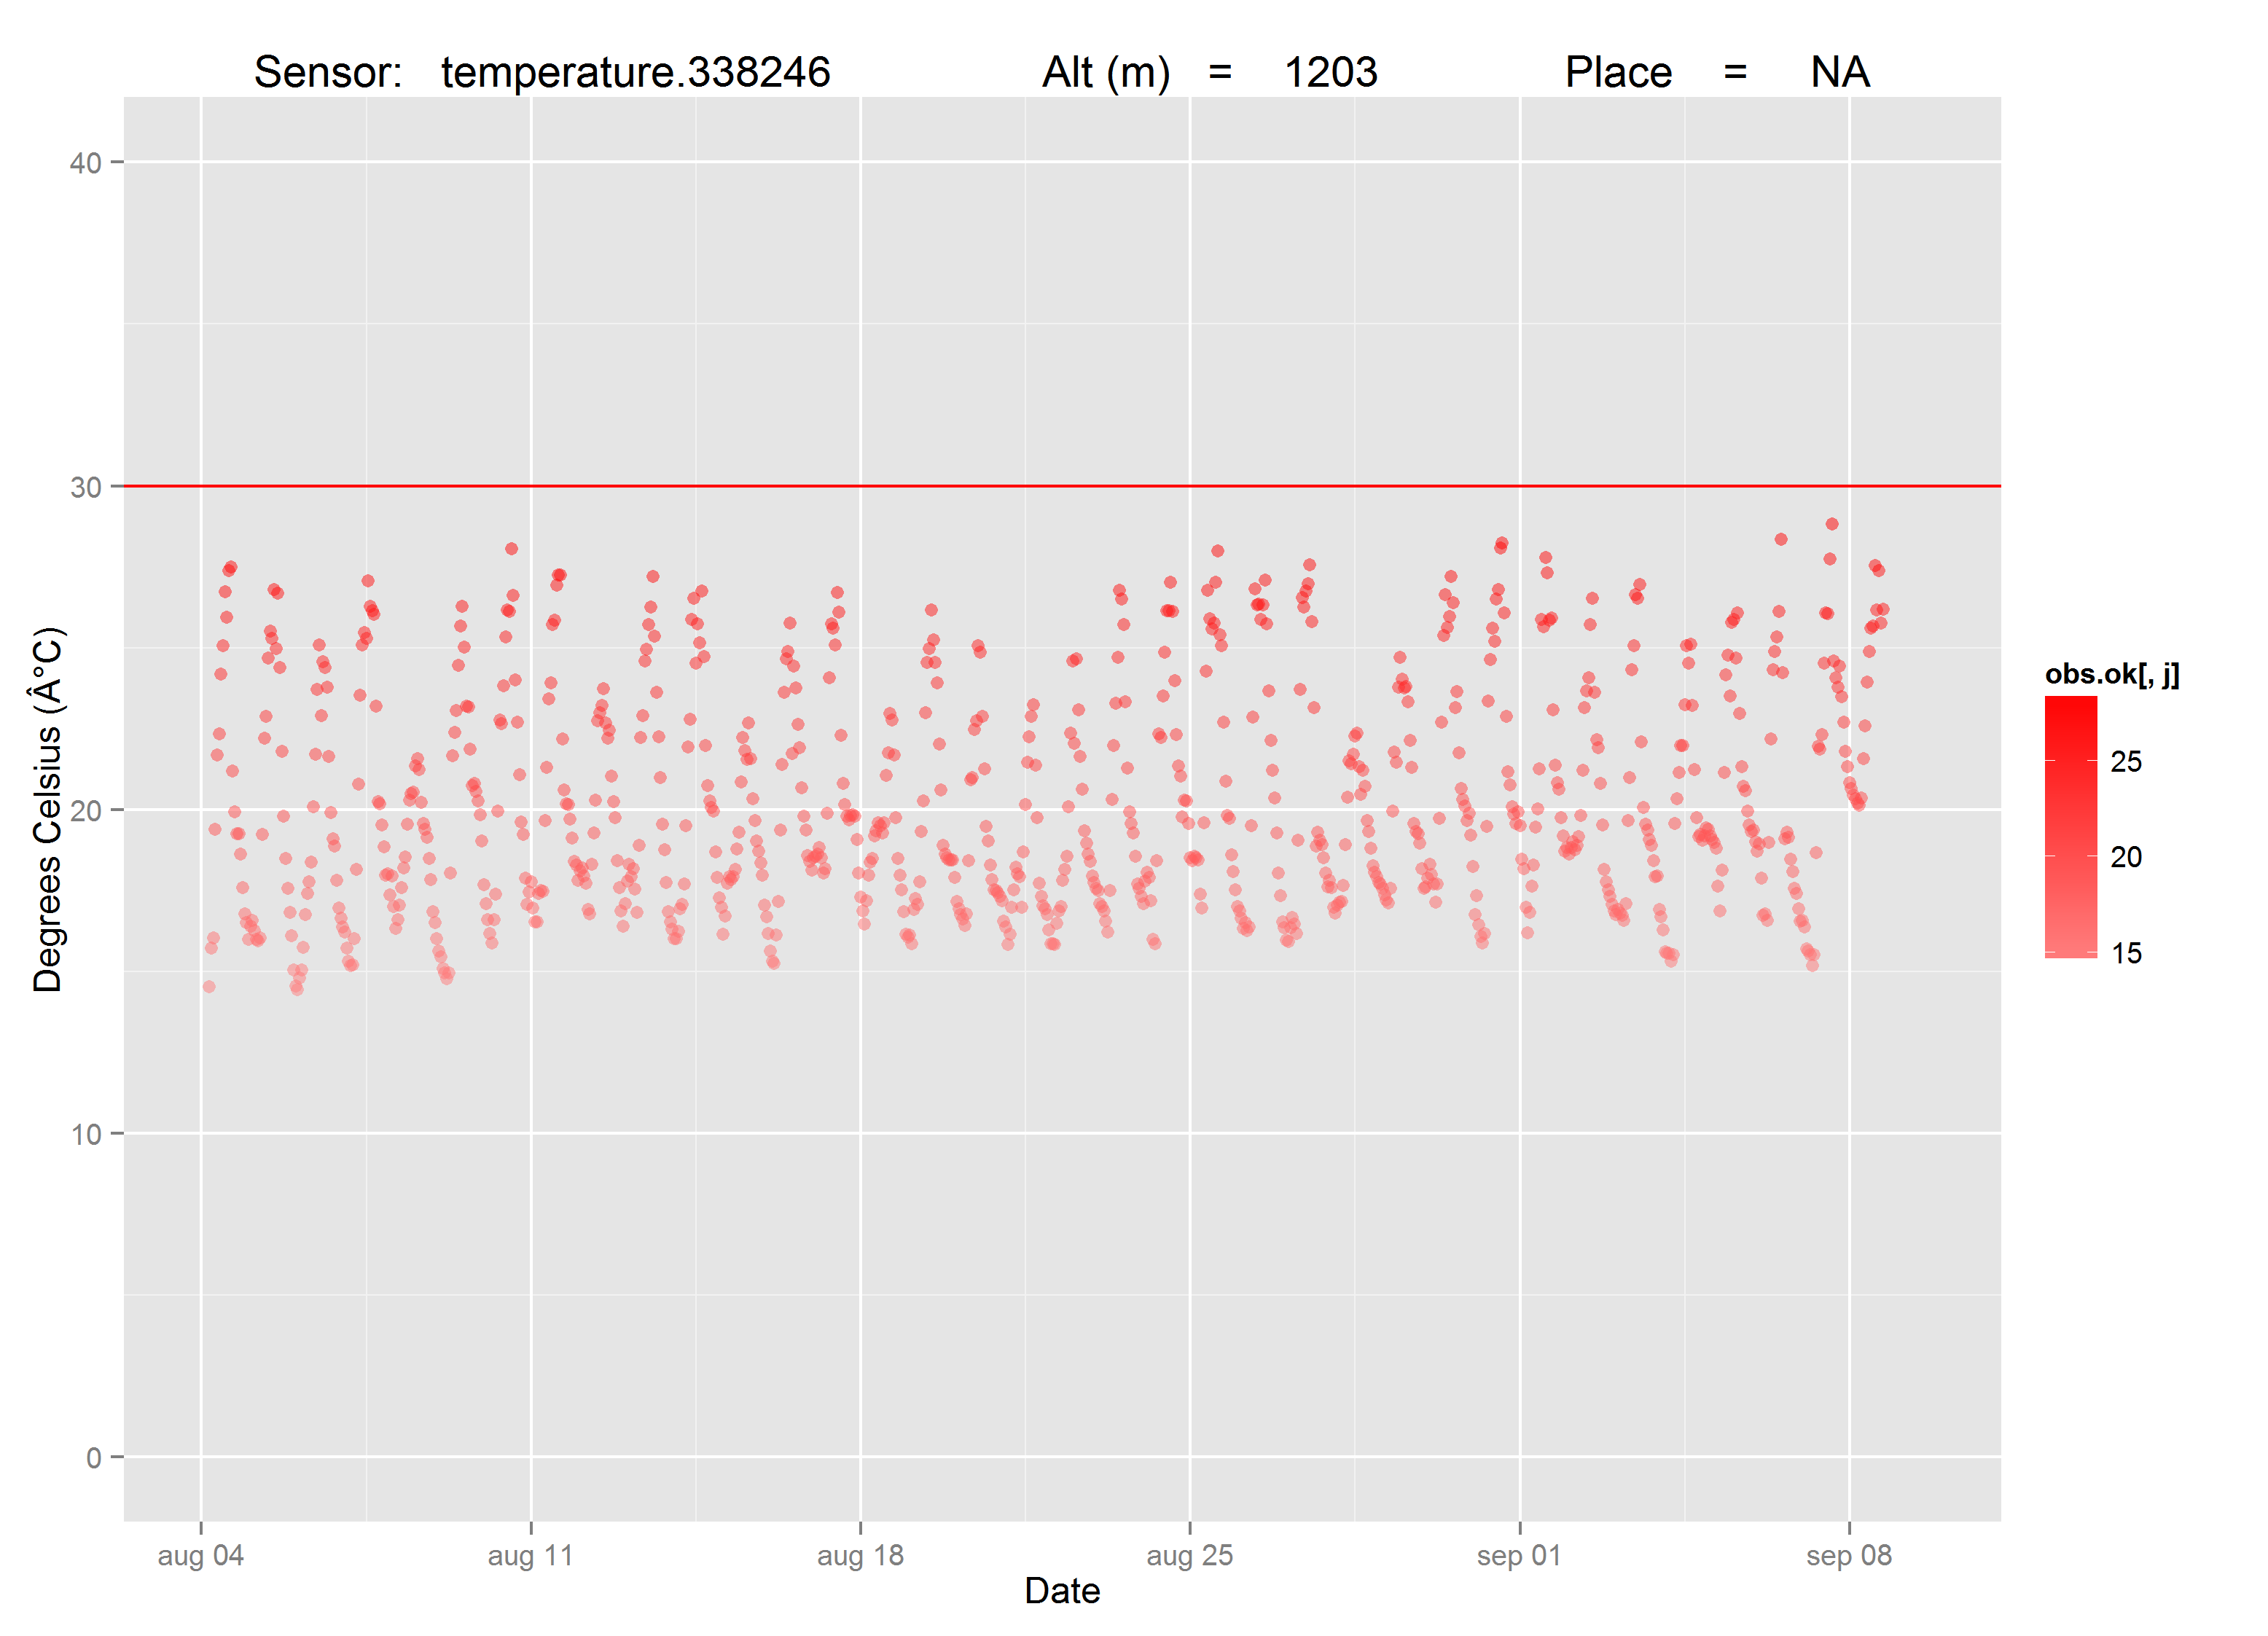 Sensor: temperature.338246 Alt (m) = 1203 Place = NA
40
30
20
10
0
Degrees Celsius (Â°C)
aug 04 aug 11 aug 18 aug 25 sep 01 sep 08
Date
obs.ok[, j]
25
20
15